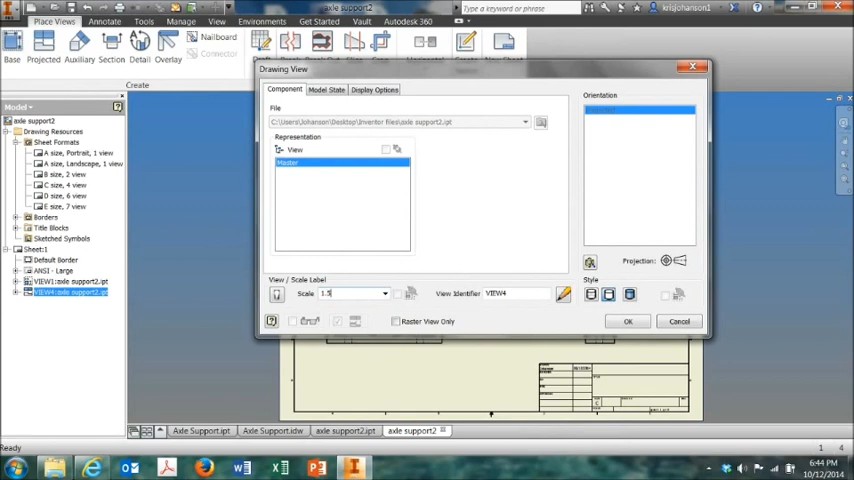 axle support2
Type a keyword or phrase
krisjohanson1
Place Views
Annotate
Tools
Manage
View
Environments
Get Started
Vault
Autodesk 360
Base
Projected
Auxiliary
Section
Detail
Overlay
Nailboard
Create
Model
axle support2
Drawing Resources
Sheet Formats
A size, Portrait, 1 view
A size, Landscape, 1 view
B size, 2 view
C size, 4 view
D size, 6 view
E size, 7 view
Borders
Title Blocks
Sketched Symbols
Sheet:1
Default Border
ANSI - Large
VIEW1:axle support2.ipt
VIEW4:axle support2.ipt
Drawing View
Component
Model State
Display Options
File
C:\Users\Johanson\Desktop\Inventor files\axle support2.ipt
Representation
View
Master
Orientation
Projection:
View / Scale Label
Scale
1.5
View Identifier
VIEW4
Style
Raster View Only
OK
Cancel
Axle Support.ipt
Axle Support.idw
axle support2.ipt
axle support2
Ready
1
4
6:44 PM
10/12/2014